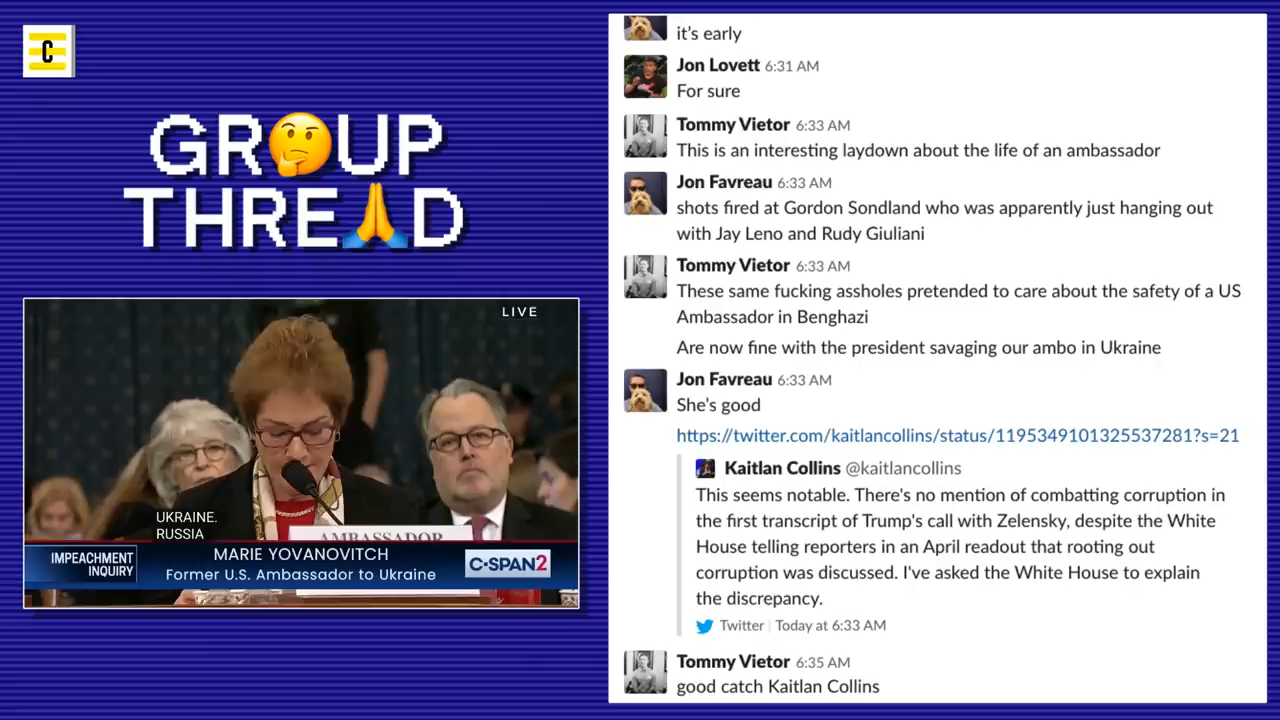 C
GR🤔UP
THRE🙏D
LIVE
UKRAINE.
RUSSIA
AMBASSADOR
IMPEACHMENT
INQUIRY
MARIE YOVANOVITCH
Former U.S. Ambassador to Ukraine
C-SPAN2
it's early
Jon Lovett 6:31 AM
For sure
Tommy Vietor 6:33 AM
This is an interesting laydown about the life of an ambassador
Jon Favreau 6:33 AM
shots fired at Gordon Sondland who was apparently just hanging out
with Jay Leno and Rudy Giuliani
Tommy Vietor 6:33 AM
These same fucking assholes pretended to care about the safety of a US
Ambassador in Benghazi
Are now fine with the president savaging our ambo in Ukraine
Jon Favreau 6:33 AM
She's good
https://twitter.com/kaitlancollins/status/1195349101325537281?s=21
Kaitlan Collins @kaitlancollins
This seems notable. There's no mention of combatting corruption in
the first transcript of Trump's call with Zelensky, despite the White
House telling reporters in an April readout that rooting out
corruption was discussed. I've asked the White House to explain
the discrepancy.
Twitter | Today at 6:33 AM
Tommy Vietor 6:35 AM
good catch Kaitlan Collins